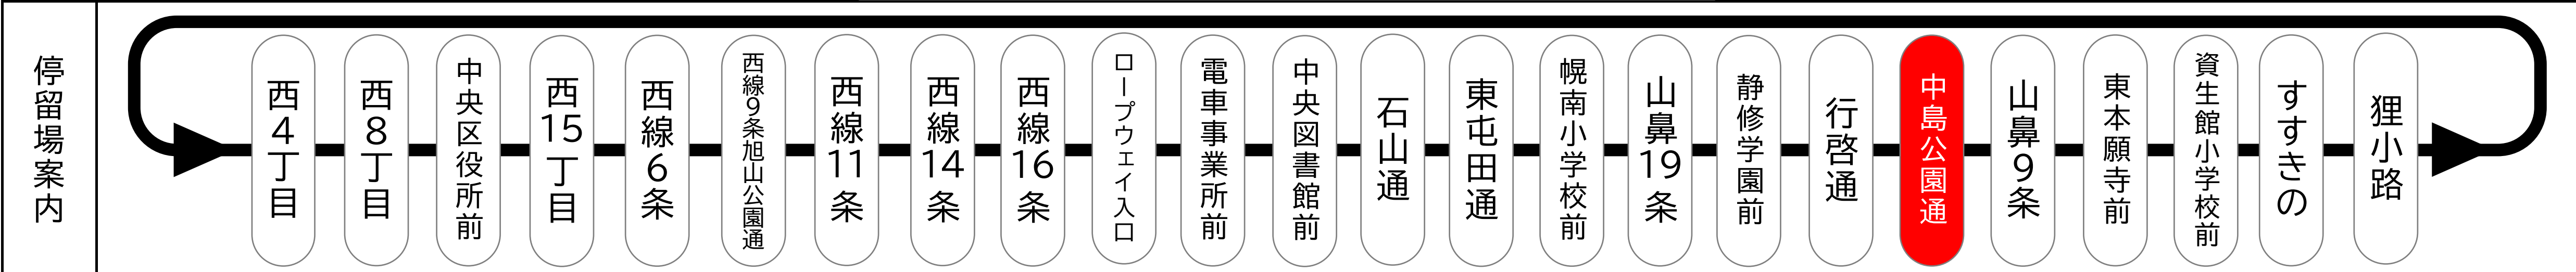 停留場案内
西4丁目
西8丁目
中央区役所前
西15丁目
西線6条
西線9条旭山公園通
西線11条
西線14条
西線16条
ロープウェイ入口
電車事業所前
中央図書館前
石山通
東屯田通
幌南小学校前
山鼻19条
静修学園前
行啓通
中島公園通
山鼻9条
東本願寺前
資生館小学校前
すすきの
狸小路